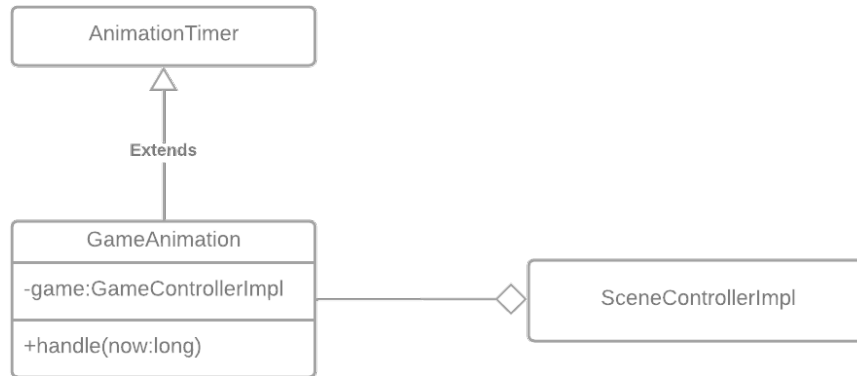 AnimationTimer
Extends
GameAnimation
-game:GameControllerImpl
+handle(now:long)
SceneControllerImpl